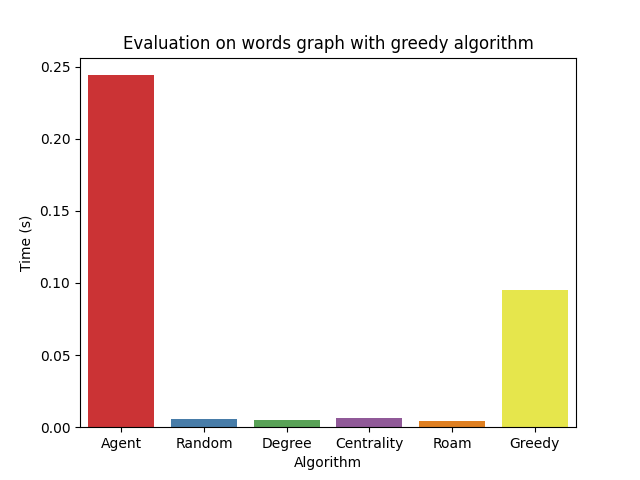 Evaluation on words graph with greedy algorithm
0.25
0.20
0.15
0.10
0.05
0.00
Time (s)
Agent Random Degree Centrality Roam Greedy
Algorithm